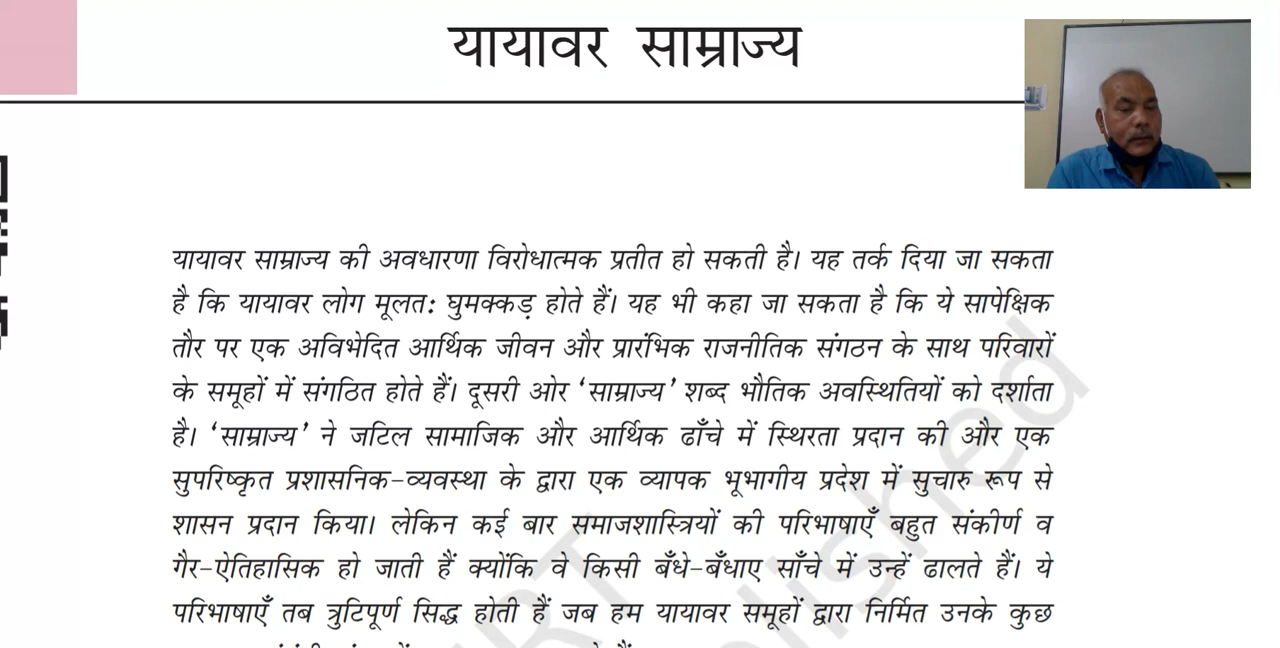 यायावर साम्राज्य
यायावर साम्राज्य की अवधारणा विरोधात्मक प्रतीत हो सकती है। यह तर्क दिया जा सकता
है कि यायावर लोग मूलतः घुमक्कड़ होते हैं। यह भी कहा जा सकता है कि ये सापेक्षिक
तौर पर एक अविभेदित आर्थिक जीवन और प्रारंभिक राजनीतिक संगठन के साथ परिवारों
के समूहों में संगठित होते हैं। दूसरी ओर ‘साम्राज्य’ शब्द भौतिक अवस्थितियों को दर्शाता
है। ‘साम्राज्य’ ने जटिल सामाजिक और आर्थिक ढाँचे में स्थिरता प्रदान की और एक
सुपरिष्कृत प्रशासनिक-व्यवस्था के द्वारा एक व्यापक भूभागीय प्रदेश में सुचारु रूप से
शासन प्रदान किया। लेकिन कई बार समाजशास्त्रियों की परिभाषाएँ बहुत संकीर्ण व
गैर-ऐतिहासिक हो जाती हैं क्योंकि वे किसी बँधे-बँधाए साँचे में उन्हें ढालते हैं। ये
परिभाषाएँ तब त्रुटिपूर्ण सिद्ध होती हैं जब हम यायावर समूहों द्वारा निर्मित उनके कुछ